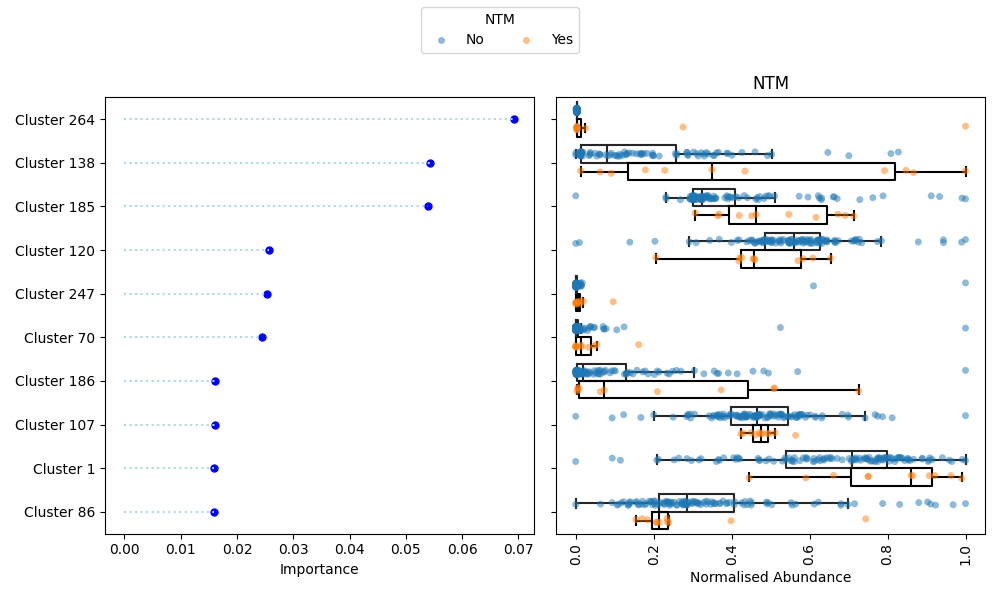 NTM
No Yes
NTM
Cluster 264
Cluster 138
Cluster 185
Cluster 120
Cluster 247
Cluster 70
Cluster 186
Cluster 107
Cluster 1
Cluster 86
0.00 0.01 0.02 0.03 0.04 0.05 0.06 0.07
Importance
0.0 0.2 0.4 0.6 0.8 1.0
Normalised Abundance